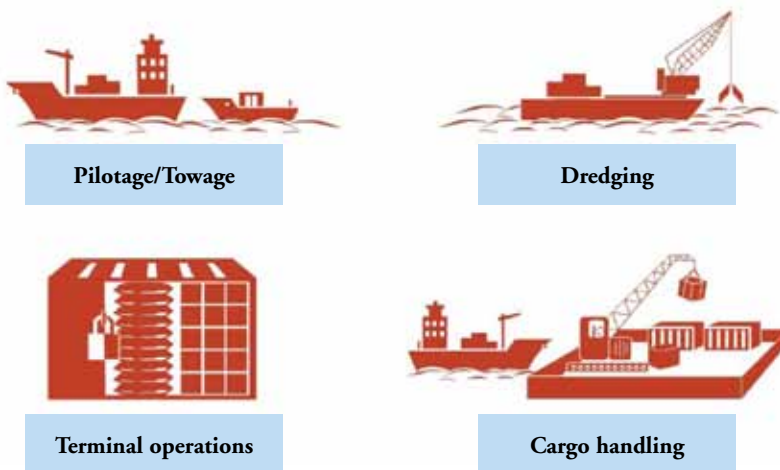 Pilotage/Towage
Dredging
Terminal operations
Cargo handling